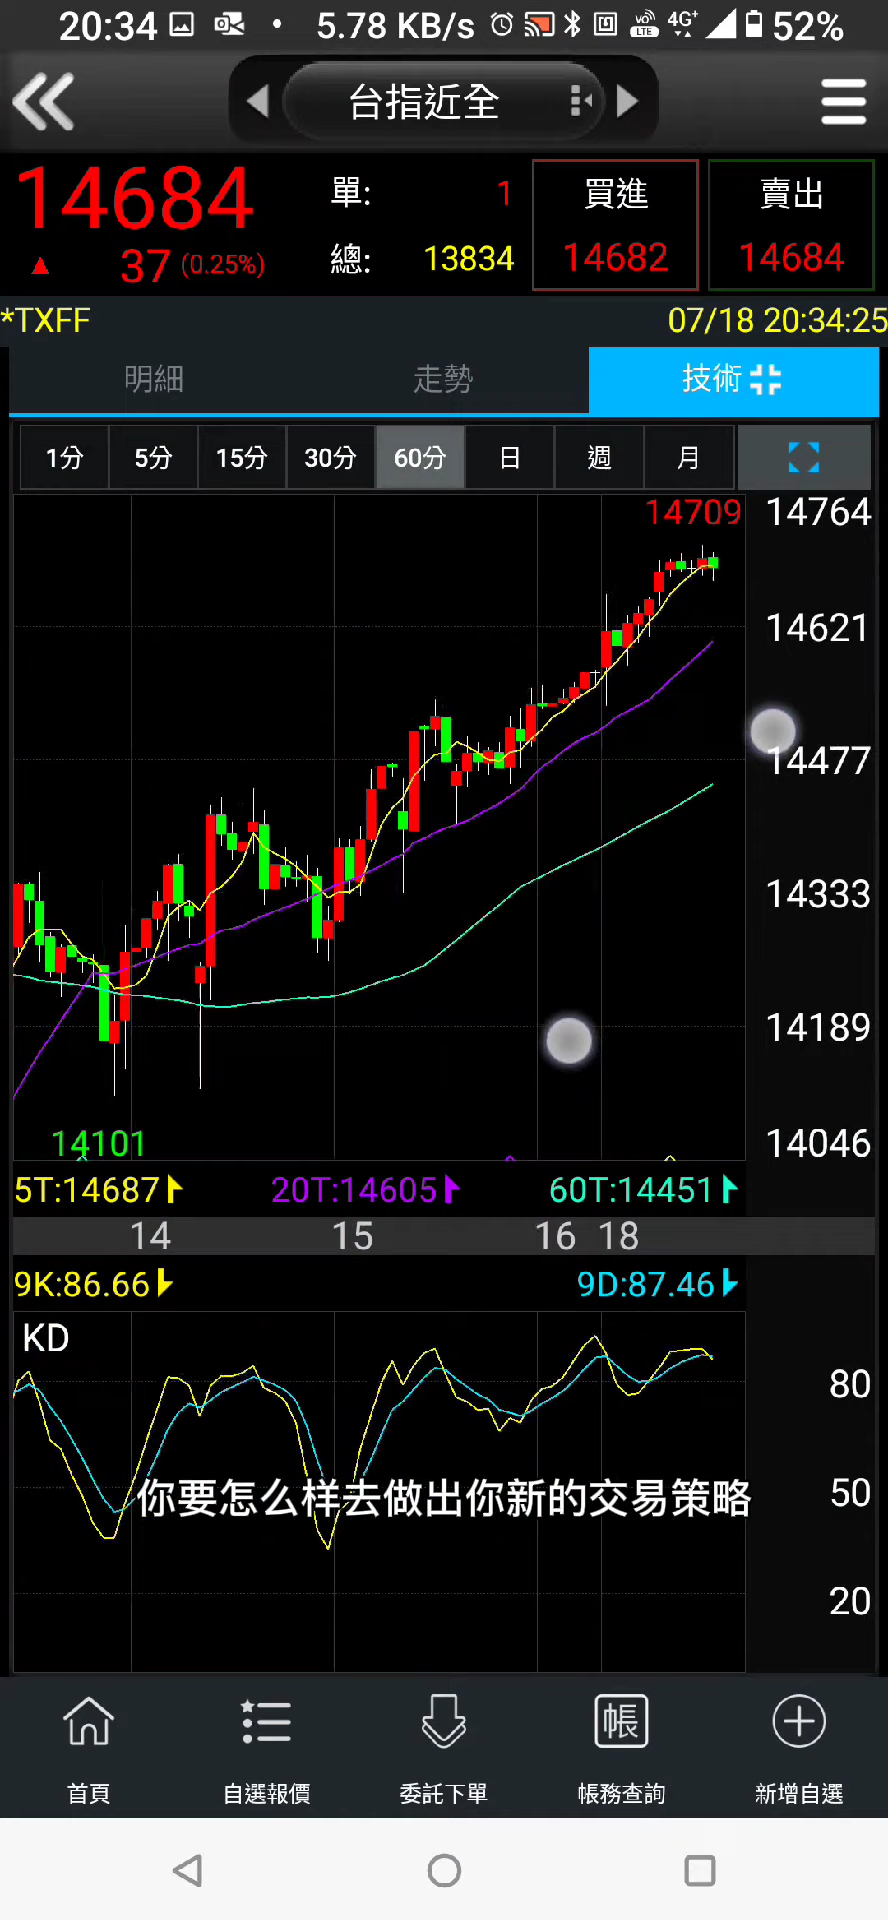 20:34 5.78 KB/s VoLTE 4G+ 52%
台指近全
14684 單: 1 買進 賣出
▲ 37 (0.25%) 總: 13834 14682 14684
*TXFF 07/18 20:34:25
明細 走勢 技術
1分 5分 15分 30分 60分 日 週 月
14709 14764
14621
14477
14333
14189
14101 14046
5T:14687 20T:14605 60T:14451
14 15 16 18
9K:86.66 9D:87.46
KD
80
你要怎么样去做出你新的交易策略 50
20
帳
首頁 自選報價 委託下單 帳務查詢 新增自選